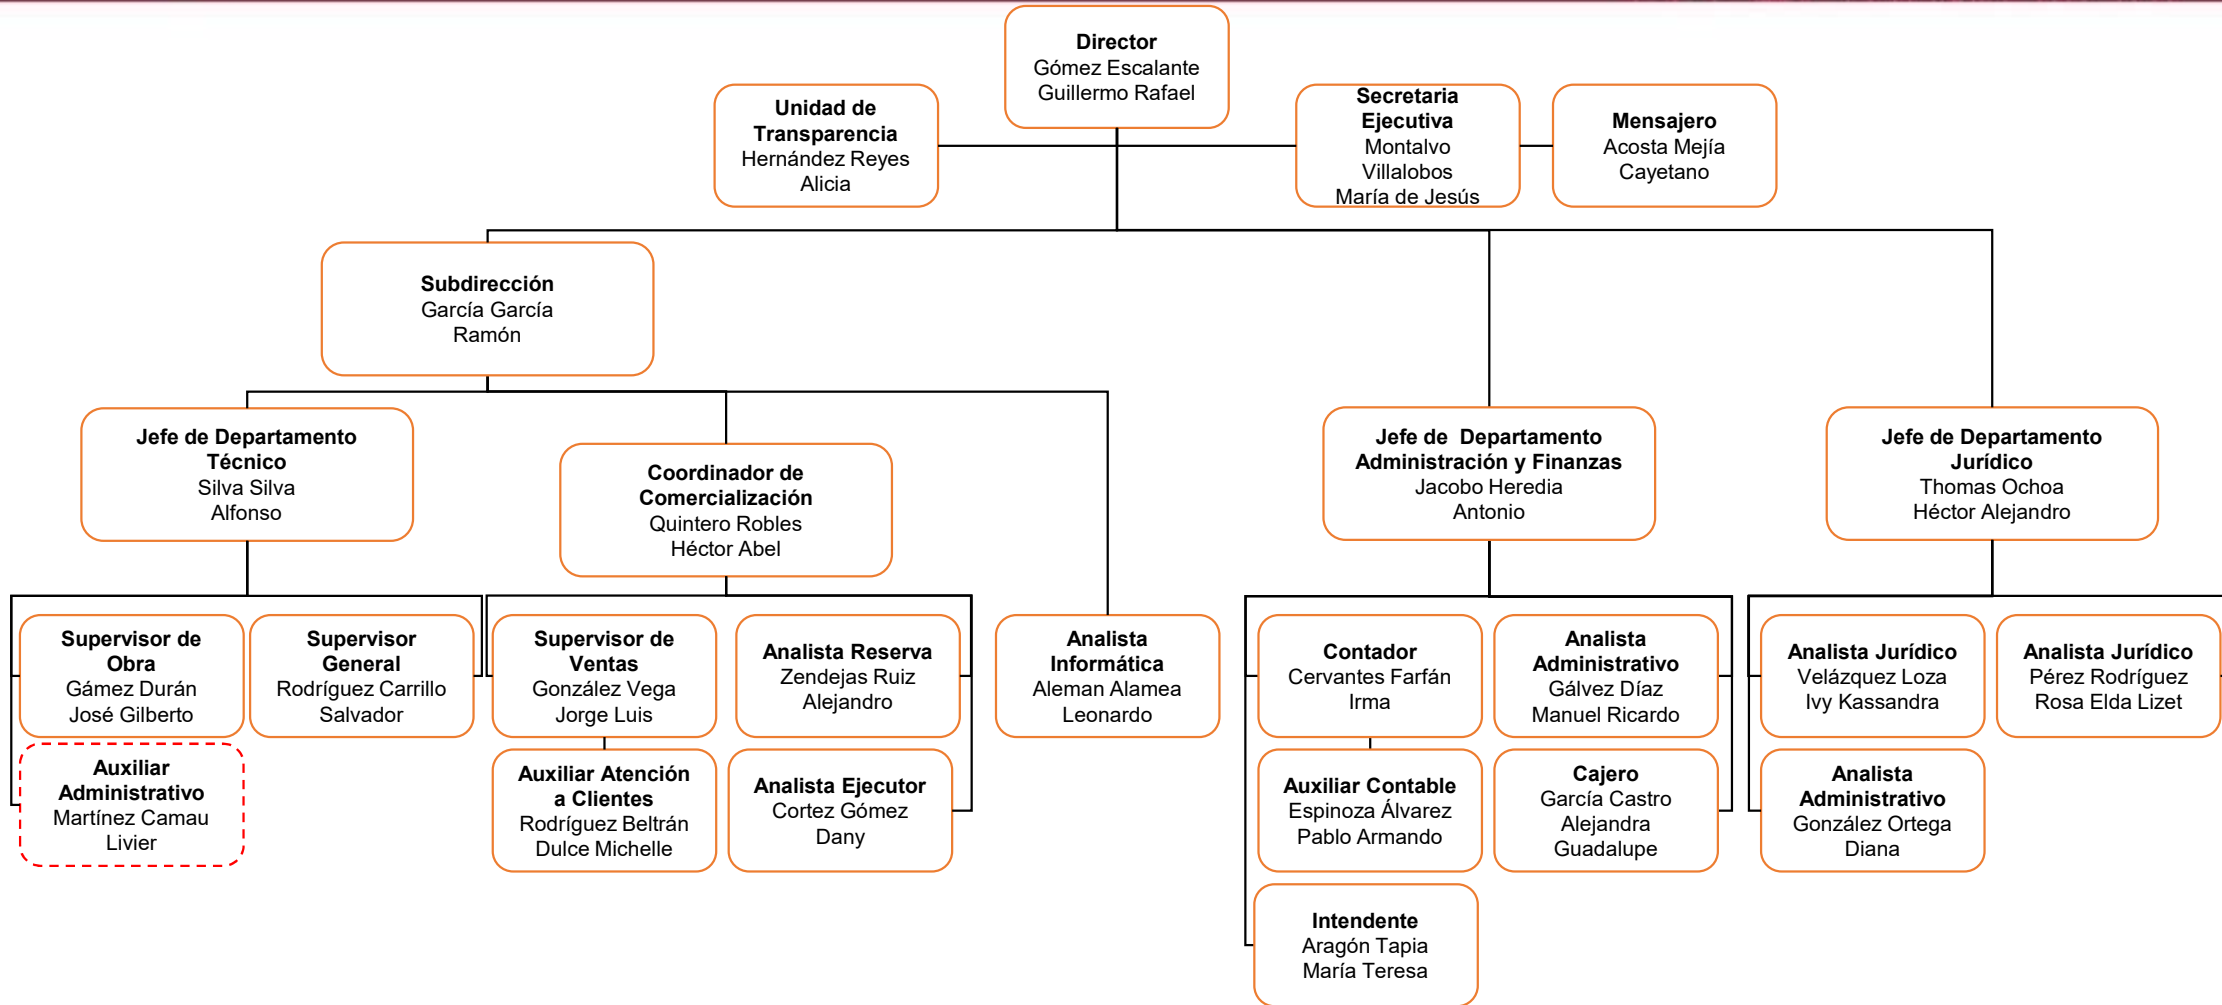 Director
Gómez Escalante
Guillermo Rafael
Unidad de
Transparencia
Hernández Reyes
Alicia
Secretaria
Ejecutiva
Montalvo
Villalobos
María de Jesús
Mensajero
Acosta Mejía
Cayetano
Subdirección
García García
Ramón
Jefe de Departamento
Técnico
Silva Silva
Alfonso
Coordinador de
Comercialización
Quintero Robles
Héctor Abel
Jefe de  Departamento
Administración y Finanzas
Jacobo Heredia
Antonio
Jefe de Departamento
Jurídico
Thomas Ochoa
Héctor Alejandro
Supervisor de
Obra
Gámez Durán
José Gilberto
Supervisor
General
Rodríguez Carrillo
Salvador
Supervisor de
Ventas
González Vega
Jorge Luis
Analista Reserva
Zendejas Ruiz
Alejandro
Analista
Informática
Aleman Alamea
Leonardo
Contador
Cervantes Farfán
Irma
Analista
Administrativo
Gálvez Díaz
Manuel Ricardo
Analista Jurídico
Velázquez Loza
Ivy Kassandra
Analista Jurídico
Pérez Rodríguez
Rosa Elda Lizet
Auxiliar
Administrativo
Martínez Camau
Livier
Auxiliar Atención
a Clientes
Rodríguez Beltrán
Dulce Michelle
Analista Ejecutor
Cortez Gómez
Dany
Auxiliar Contable
Espinoza Álvarez
Pablo Armando
Cajero
García Castro
Alejandra
Guadalupe
Analista
Administrativo
González Ortega
Diana
Intendente
Aragón Tapia
María Teresa